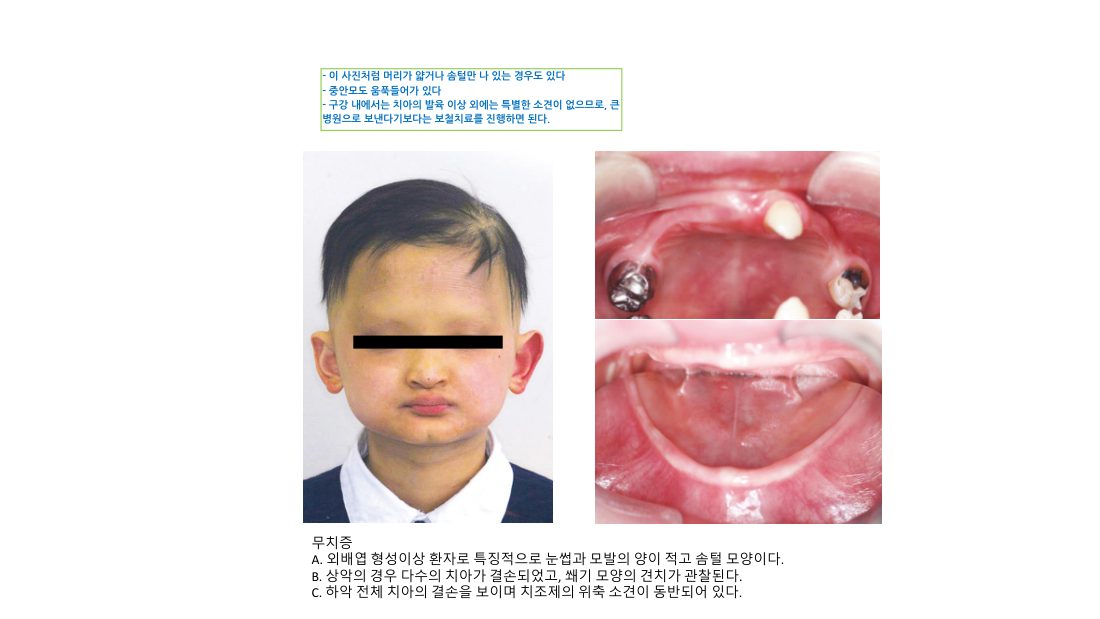 - 이 사진처럼 머리가 얇거나 솜털만 나 있는 경우도 있다
- 중안모도 움푹들어가 있다
- 구강 내에서는 치아의 발육 이상 외에는 특별한 소견이 없으므로, 큰
병원으로 보낸다기보다는 보철치료를 진행하면 된다.
무치증
A. 외배엽 형성이상 환자로 특징적으로 눈썹과 모발의 양이 적고 솜털 모양이다.
B. 상악의 경우 다수의 치아가 결손되었고, 쐐기 모양의 견치가 관찰된다.
C. 하악 전체 치아의 결손을 보이며 치조제의 위축 소견이 동반되어 있다.